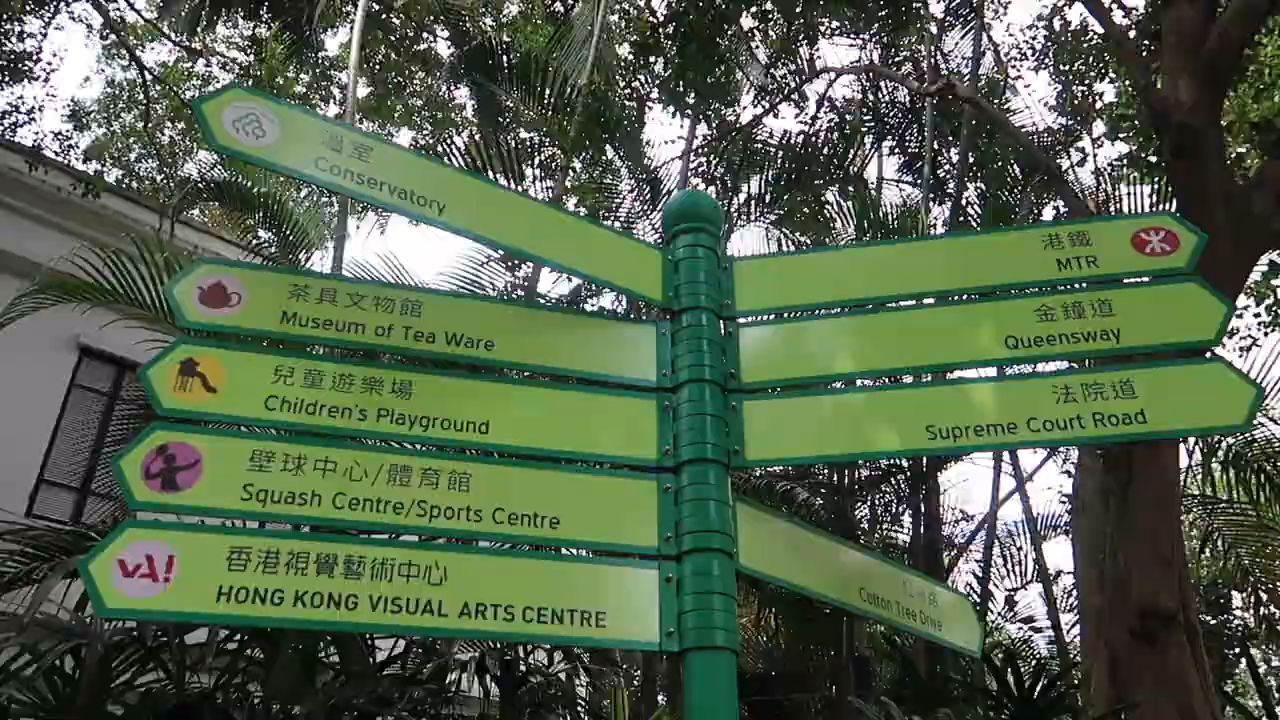 溫室
Conservatory
茶具文物館
Museum of Tea Ware
兒童遊樂場
Children's Playground
壁球中心/體育館
Squash Centre/Sports Centre
VA!
香港視覺藝術中心
HONG KONG VISUAL ARTS CENTRE
港鐵
MTR
金鐘道
Queensway
法院道
Supreme Court Road
Cotton Tree Drive